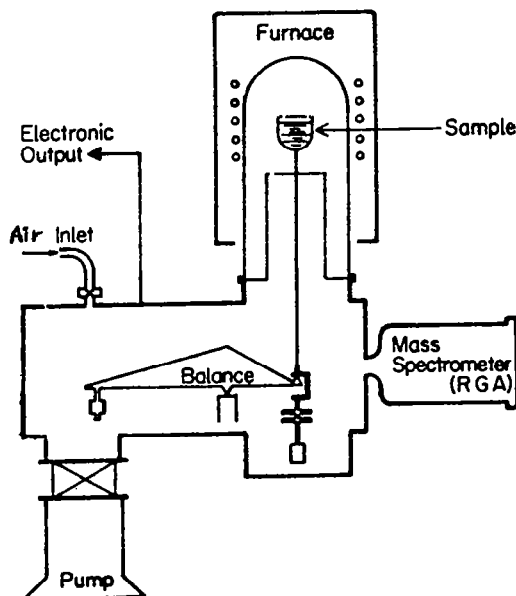 Furnace
Sample
Electronic
Output
Air Inlet
Mass
Spectrometer
(RGA)
Balance
Pump